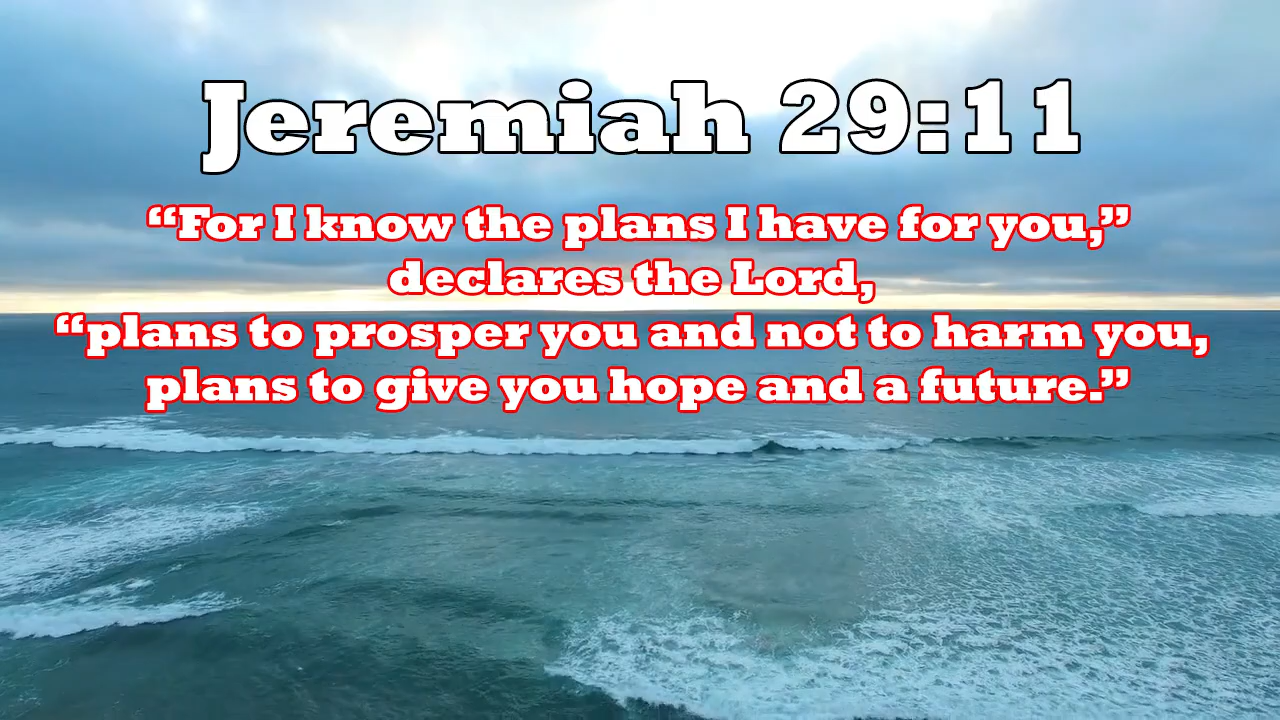 Jeremiah 29:11
“For I know the plans I have for you,”
declares the Lord,
“plans to prosper you and not to harm you,
plans to give you hope and a future.”